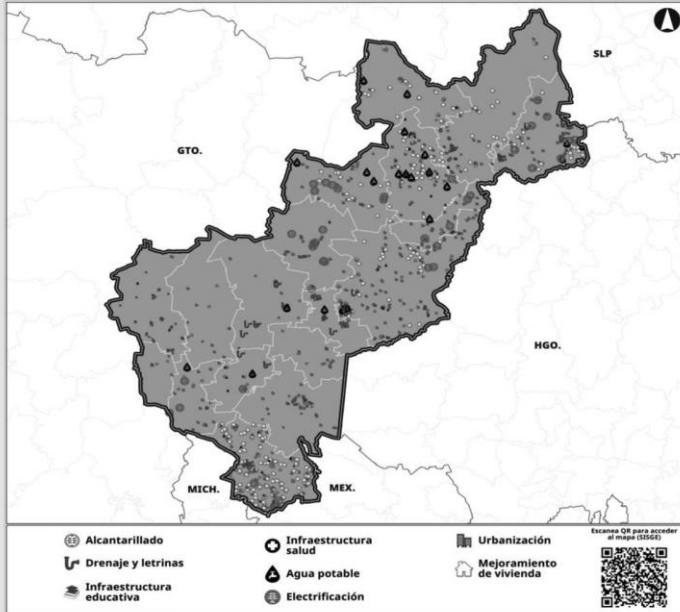 SLP
GTO.
HGO.
MICH.
MEX.
Alcantarillado
Drenaje y letrinas
Infraestructura
educativa
Infraestructura
salud
Agua potable
Electrificación
Urbanización
Mejoramiento
de vivienda
Escanea QR para acceder
al mapa (SISGE)